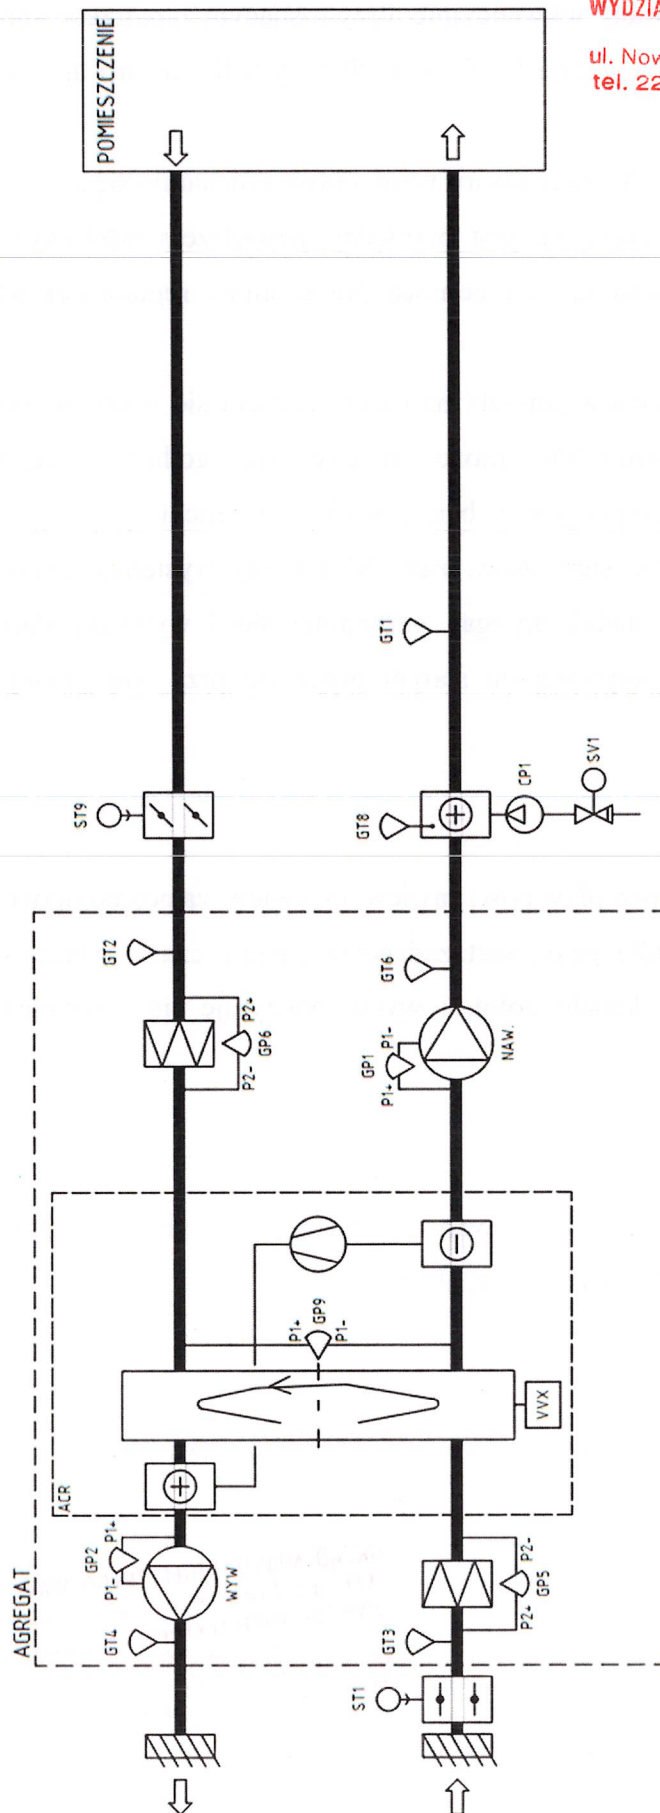 WYDZIA
ul. Now
tel. 22
POMIESZCZENIE
GT1
ST9
GT8
CP1
SV1
GT2
GT6
P2+
P2-
GP6
P1-
P1+
GP1
NAW.
P1+
GP9
P1-
VVX
ACR
AGREGAT
P1+
GP2
P1-
WYW
GT4
P2-
P2+
GP5
GT3
ST1